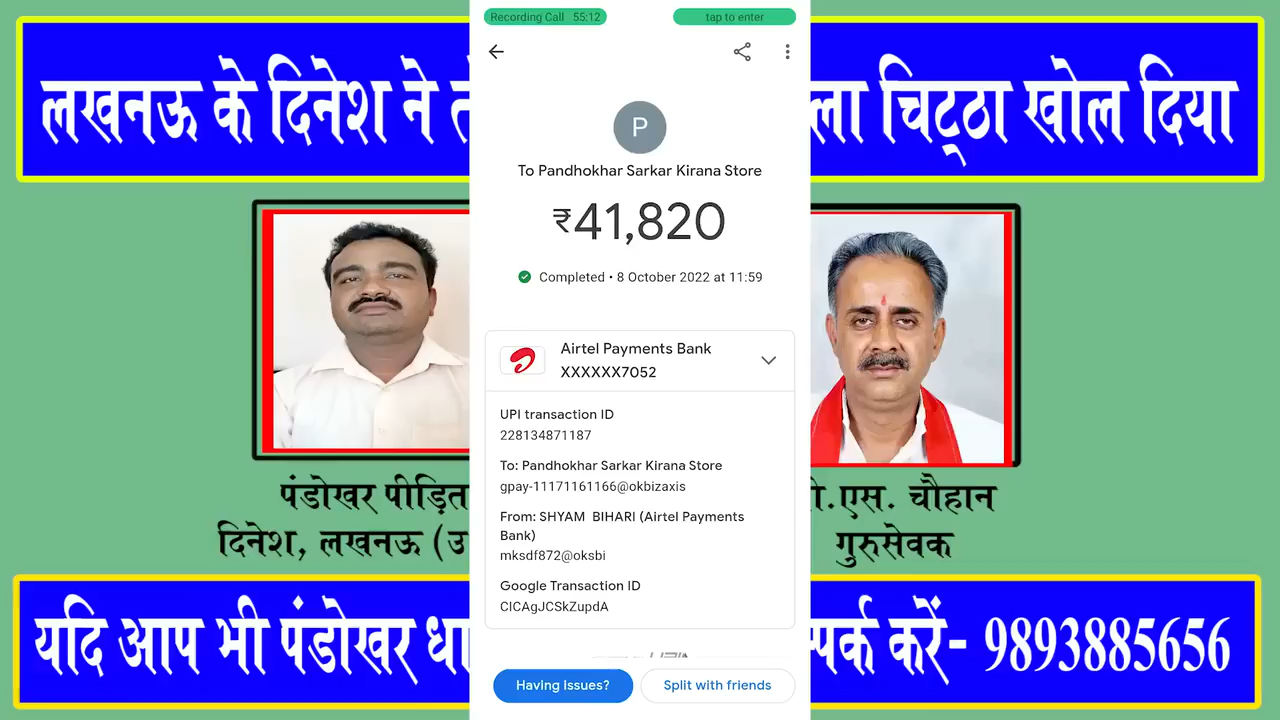 Recording Call 55:12
tap to enter
लखनऊ के दिनेश ने
ला चिट्ठा खोल दिया
P
To Pandhokhar Sarkar Kirana Store
₹41,820
Completed • 8 October 2022 at 11:59
Airtel Payments Bank
XXXXXX7052
UPI transaction ID
228134871187
To: Pandhokhar Sarkar Kirana Store
gpay-11171161166@okbizaxis
From: SHYAM BIHARI (Airtel Payments
Bank)
mksdf872@oksbi
Google Transaction ID
CICAgJCSkZupdA
Having issues?
Split with friends
पंडोखर पीड़ित
दिनेश, लखनऊ (उ
.एस. चौहान
गुरुसेवक
यदि आप भी पंडोखर धा
म्पर्क करें- 9893885656